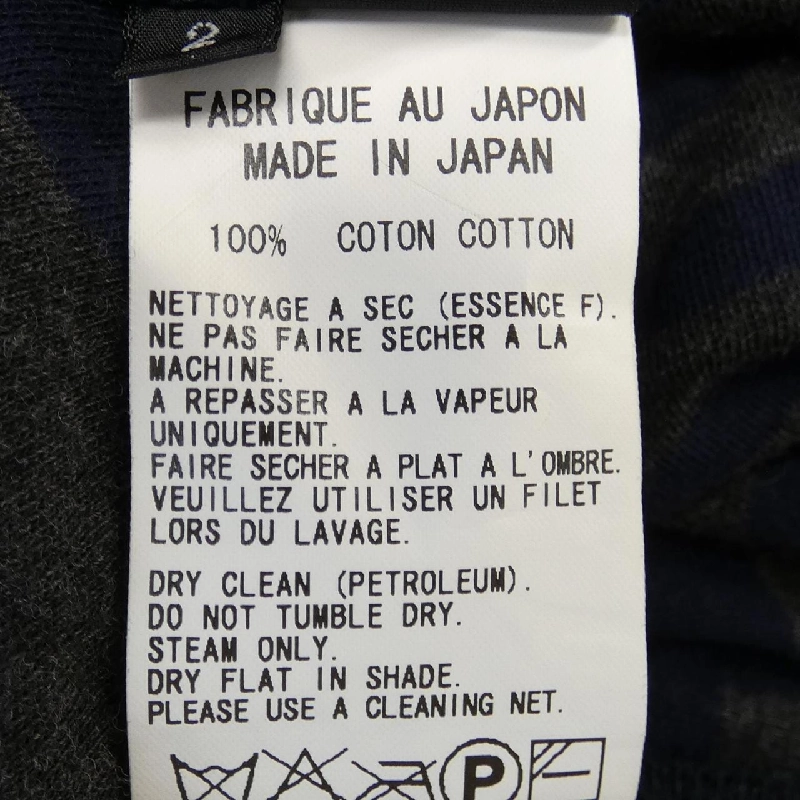 2
FABRIQUE AU JAPON
MADE IN JAPAN
100% COTON COTTON
NETTOYAGE A SEC (ESSENCE F).
NE PAS FAIRE SECHER A LA
MACHINE.
A REPASSER A LA VAPEUR
UNIQUEMENT.
FAIRE SECHER A PLAT A L'OMBRE.
VEUILLEZ UTILISER UN FILET
LORS DU LAVAGE.
DRY CLEAN (PETROLEUM).
DO NOT TUMBLE DRY.
STEAM ONLY.
DRY FLAT IN SHADE.
PLEASE USE A CLEANING NET.
P